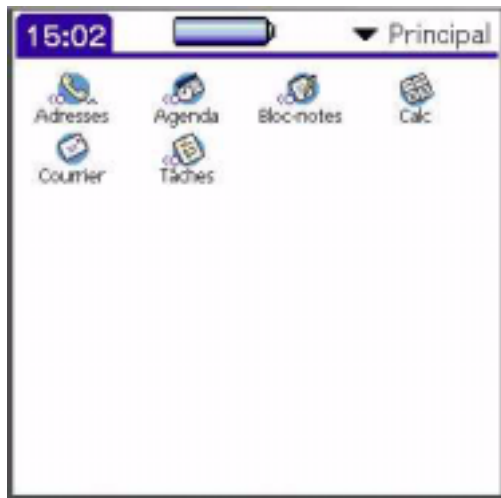 15:02 Principal
Adresses Agenda Bloc-notes Calc
Courrier Tâches